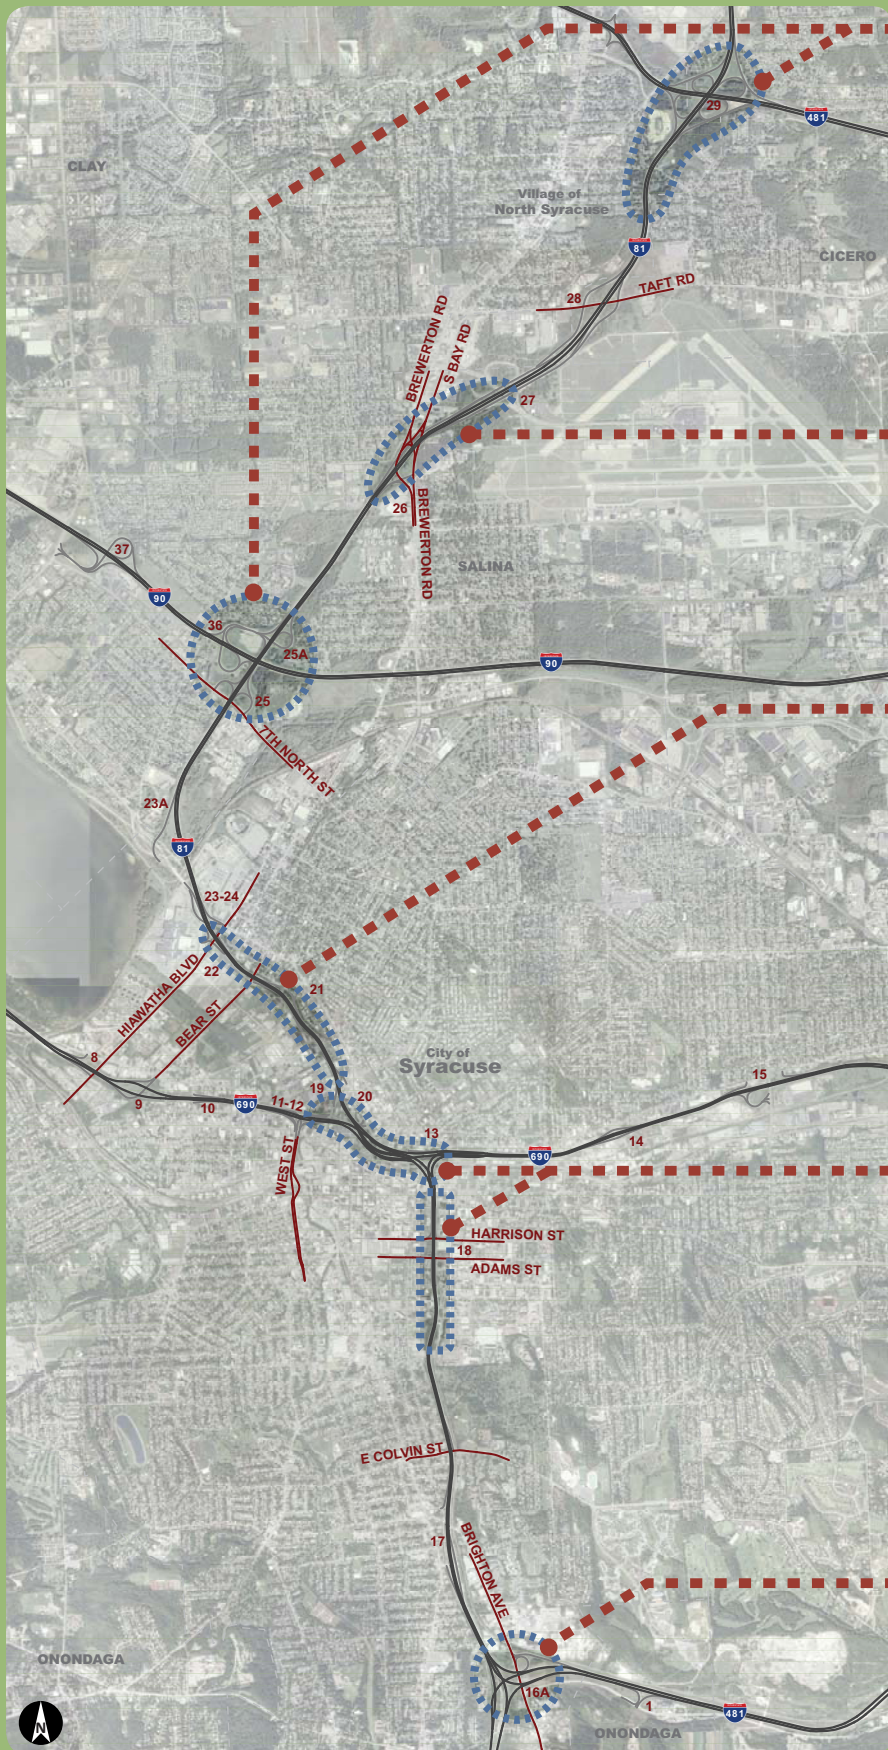 29
481
CLAY
Village of
North Syracuse
81
CICERO
TAFT RD
28
BREWERTON RD
S BAY RD
27
26
BREWERTON RD
37
SALINA
90
36
25A
90
25
7TH NORTH ST
23A
81
23-24
HIAWATHA BLVD
22
21
BEAR ST
City of
Syracuse
8
15
19
20
9
10
690
11-12
13
14
690
WEST ST
HARRISON ST
18
ADAMS ST
E COLVIN ST
17
BRIGHTON AVE
ONONDAGA
16A
1
481
N
ONONDAGA